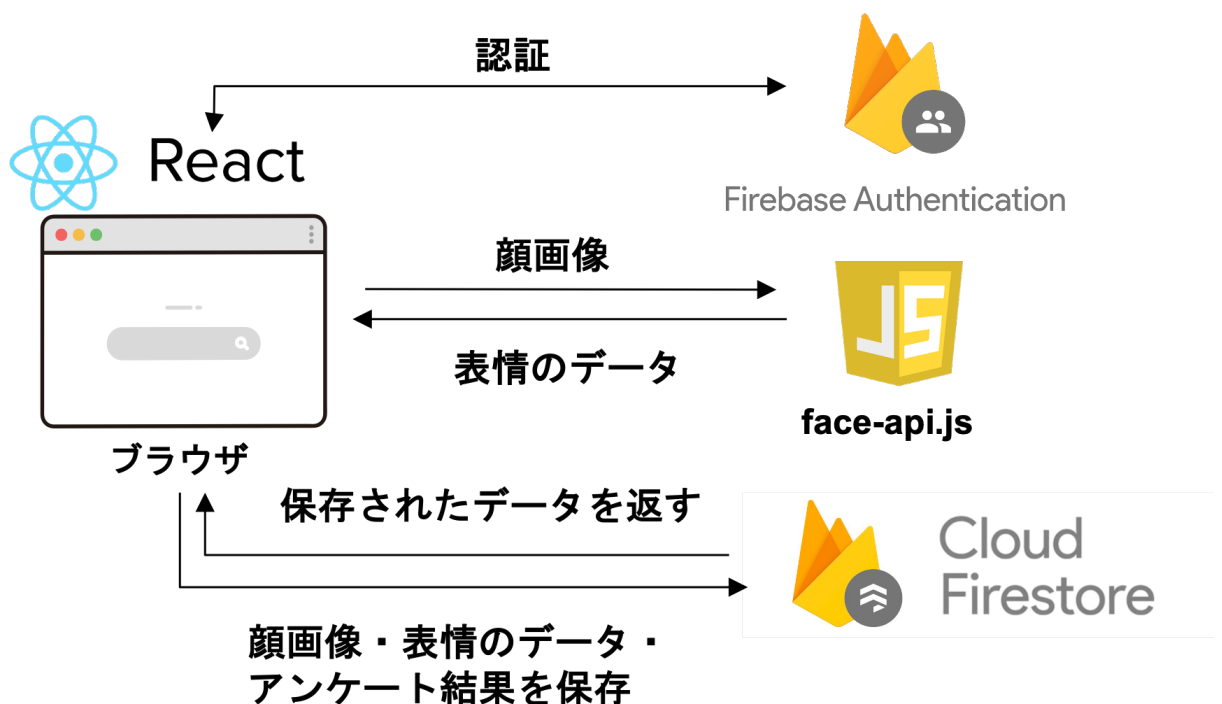 認証
React
Firebase Authentication
顔画像
JS
表情のデータ
face-api.js
ブラウザ
保存されたデータを返す
Cloud
Firestore
顔画像・表情のデータ・
アンケート結果を保存